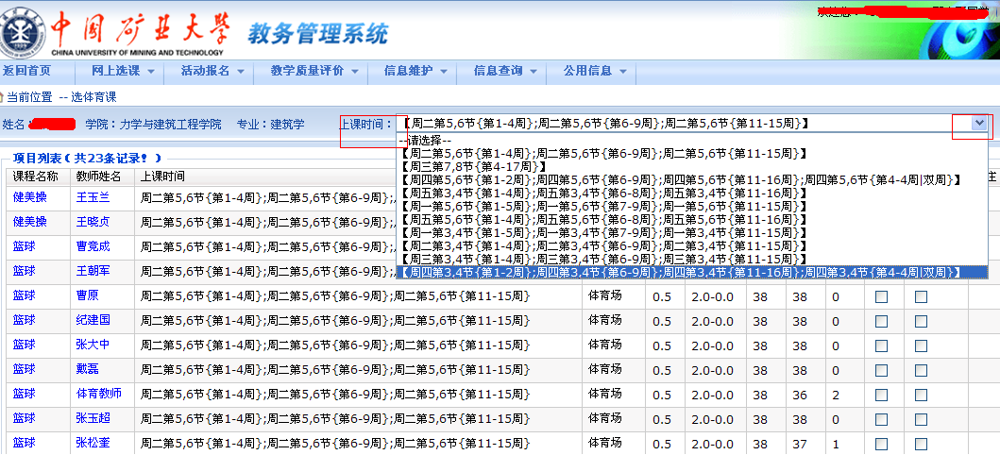 中国矿业大学 教务管理系统
CHINA UNIVERSITY OF MINING AND TECHNOLOGY
返回首页 网上选课 活动报名 教学质量评价 信息维护 信息查询 公用信息
当前位置 -- 选体育课
姓名: 学院：力学与建筑工程学院 专业：建筑学 上课时间： 【周二第5,6节{第1-4周};周二第5,6节{第6-9周};周二第5,6节{第11-15周}】
--请选择--
【周二第5,6节{第1-4周};周二第5,6节{第6-9周};周二第5,6节{第11-15周}】
【周三第7,8节{第4-17周}】
【周四第5,6节{第1-2周};周四第5,6节{第6-9周};周四第5,6节{第11-16周};周四第5,6节{第4-4周|双周}】
【周五第3,4节{第1-4周};周五第3,4节{第6-8周};周五第3,4节{第11-16周}】
【周一第5,6节{第1-5周};周一第5,6节{第7-9周};周一第5,6节{第11-15周}】
【周五第5,6节{第1-4周};周五第5,6节{第6-8周};周五第5,6节{第11-16周}】
【周一第3,4节{第1-5周};周一第3,4节{第7-9周};周一第3,4节{第11-15周}】
【周二第3,4节{第1-4周};周二第3,4节{第6-9周};周二第3,4节{第11-15周}】
【周三第3,4节{第1-4周};周三第3,4节{第6-9周};周三第3,4节{第11-15周}】
【周四第3,4节{第1-2周};周四第3,4节{第6-9周};周四第3,4节{第11-16周};周四第3,4节{第4-4周|双周}】
项目列表（共23条记录！）
课程名称 教师姓名 上课时间 注
健美操 王玉兰 周二第5,6节{第1-4周};周二第5,6节{第6-9周};
健美操 王晓贞 周二第5,6节{第1-4周};周二第5,6节{第6-9周};
篮球 曹竞成 周二第5,6节{第1-4周};周二第5,6节{第6-9周};
篮球 王朝军 周二第5,6节{第1-4周};周二第5,6节{第6-9周};
篮球 曹原 周二第5,6节{第1-4周};周二第5,6节{第6-9周};周二第5,6节{第11-15周} 体育场 0.5 2.0-0.0 38 38 0
篮球 纪建国 周二第5,6节{第1-4周};周二第5,6节{第6-9周};周二第5,6节{第11-15周} 体育场 0.5 2.0-0.0 38 38 0
篮球 张大中 周二第5,6节{第1-4周};周二第5,6节{第6-9周};周二第5,6节{第11-15周} 体育场 0.5 2.0-0.0 38 38 0
篮球 戴磊 周二第5,6节{第1-4周};周二第5,6节{第6-9周};周二第5,6节{第11-15周} 体育场 0.5 2.0-0.0 38 38 0
篮球 体育教师 周二第5,6节{第1-4周};周二第5,6节{第6-9周};周二第5,6节{第11-15周} 体育场 0.5 2.0-0.0 38 36 2
篮球 张玉超 周二第5,6节{第1-4周};周二第5,6节{第6-9周};周二第5,6节{第11-15周} 体育场 0.5 2.0-0.0 38 38 0
篮球 张松奎 周二第5,6节{第1-4周};周二第5,6节{第6-9周};周二第5,6节{第11-15周} 体育场 0.5 2.0-0.0 38 37 1